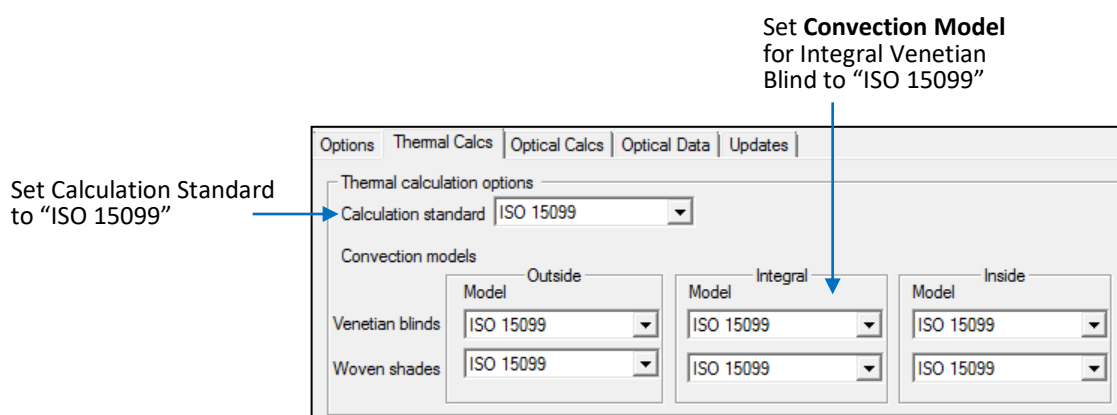 Set Convection Model
for Integral Venetian
Blind to “ISO 15099”
Options Thermal Calcs Optical Calcs Optical Data Updates
Set Calculation Standard
to “ISO 15099”
Thermal calculation options
Calculation standard ISO 15099
Convection models
Outside Integral Inside
Model Model Model
Venetian blinds ISO 15099 ISO 15099 ISO 15099
Woven shades ISO 15099 ISO 15099 ISO 15099